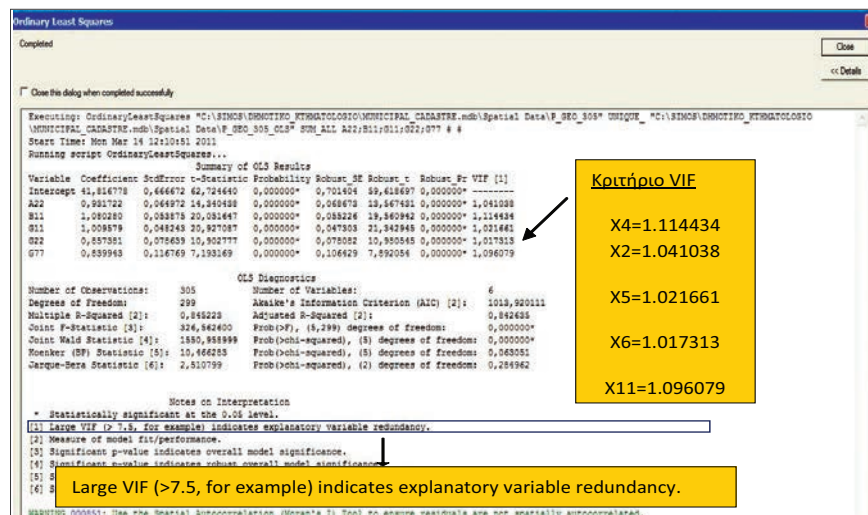 Ordinary Least Squares
Completed
Close
<< Details
Close this dialog when completed successfully
Executing: OrdinaryLeastSquares "C:\SIMOS\DHMOTIKO_KTHMATOLOGIO\MUNICIPAL_CADASTRE.mdb\Spatial Data\P_GEO_305" UNIQUE_ "C:\SIMOS\DHMOTIKO_KTHMATOLOGIO
\MUNICIPAL_CADASTRE.mdb\Spatial Data\P_GEO_305_OLS" SUM_ALL A22;B11;G11;G22;G77 # #
Start Time: Mon Mar 14 12:10:51 2011
Running script OrdinaryLeastSquares...
Summary of OLS Results
Variable Coefficient StdError t-Statistic Probability Robust_SE Robust_t Robust_Pr VIF [1]
Intercept 41,816778 0,666672 62,724640 0,000000* 0,701404 59,618697 0,000000* --------
A22 0,931722 0,064972 14,340438 0,000000* 0,068673 13,567431 0,000000* 1,041038
B11 1,080280 0,053875 20,051647 0,000000* 0,055226 19,560942 0,000000* 1,114434
G11 1,009579 0,048243 20,927087 0,000000* 0,047303 21,342945 0,000000* 1,021661
G22 0,857381 0,078639 10,902777 0,000000* 0,078082 10,980545 0,000000* 1,017313
G77 0,839943 0,116769 7,193169 0,000000* 0,106429 7,892054 0,000000* 1,096079
OLS Diagnostics
Number of Observations: 305 Number of Variables: 6
Degrees of Freedom: 299 Akaike's Information Criterion (AIC) [2]: 1013,920111
Multiple R-Squared [2]: 0,845223 Adjusted R-Squared [2]: 0,842635
Joint F-Statistic [3]: 326,562600 Prob(>F), (5,299) degrees of freedom: 0,000000*
Joint Wald Statistic [4]: 1550,958999 Prob(>chi-squared), (5) degrees of freedom: 0,000000*
Koenker (BP) Statistic [5]: 10,466283 Prob(>chi-squared), (5) degrees of freedom: 0,063051
Jarque-Bera Statistic [6]: 2,510799 Prob(>chi-squared), (2) degrees of freedom: 0,284962
Κριτήριο VIF
X4=1.114434
X2=1.041038
X5=1.021661
X6=1.017313
X11=1.096079
Notes on Interpretation
* Statistically significant at the 0.05 level.
[1] Large VIF (> 7.5, for example) indicates explanatory variable redundancy.
[2] Measure of model fit/performance.
[3] Significant p-value indicates overall model significance.
[4] Significant p-value indicates robust overall model significance.
[5] S
[6] S
Large VIF (>7.5, for example) indicates explanatory variable redundancy.
WARNING 000851: Use the Spatial Autocorrelation (Moran's I) Tool to ensure residuals are not spatially autocorrelated.